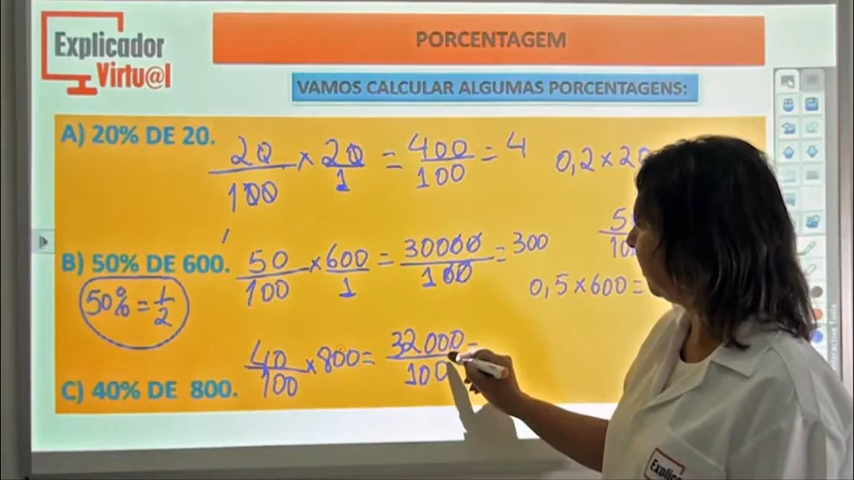 Explicador
Virtu@l
PORCENTAGEM
VAMOS CALCULAR ALGUMAS PORCENTAGENS:
A) 20% DE 20.
20/100 × 20/1 = 400/100 = 4
0,2 × 20
B) 50% DE 600.
50/100 × 600/1 = 30000/100 = 300
0,5 × 600 =
50% = 1/2
C) 40% DE 800.
40/100 × 800 = 32000/100 =